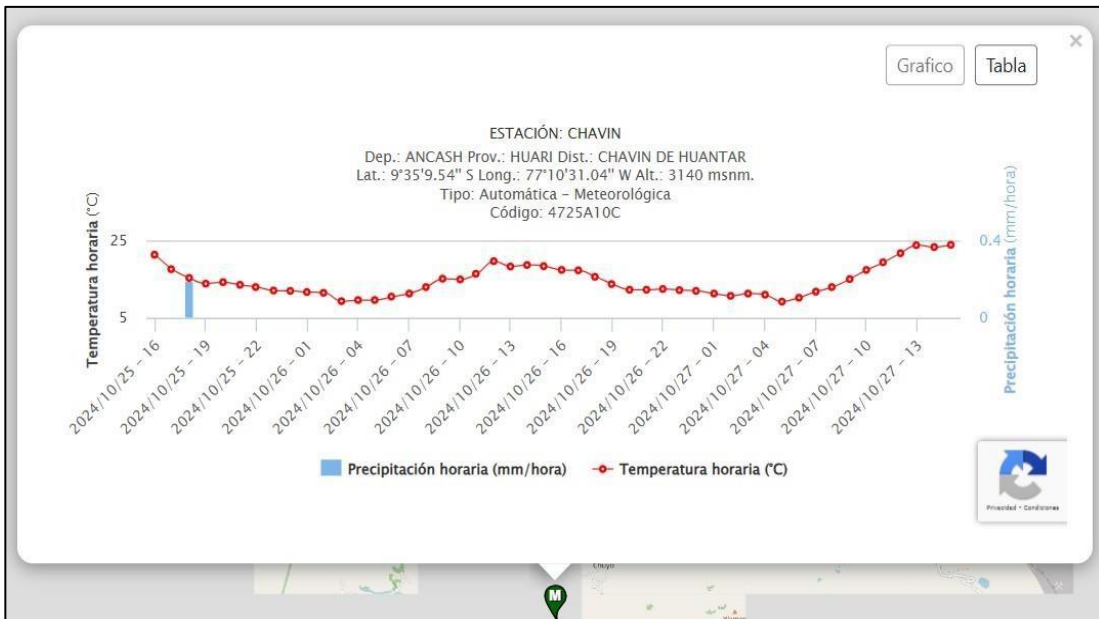 ×
Grafico
Tabla
ESTACIÓN: CHAVIN
Dep.: ANCASH Prov.: HUARI Dist.: CHAVIN DE HUANTAR
Lat.: 9°35'9.54" S Long.: 77°10'31.04" W Alt.: 3140 msnm.
Tipo: Automática - Meteorológica
Código: 4725A10C
Temperatura horaria (°C)
25
5
0.4
0
Precipitación horaria (mm/hora)
2024/10/25 - 16
2024/10/25 - 19
2024/10/25 - 22
2024/10/26 - 01
2024/10/26 - 04
2024/10/26 - 07
2024/10/26 - 10
2024/10/26 - 13
2024/10/26 - 16
2024/10/26 - 19
2024/10/26 - 22
2024/10/27 - 01
2024/10/27 - 04
2024/10/27 - 07
2024/10/27 - 10
2024/10/27 - 13
Precipitación horaria (mm/hora)
Temperatura horaria (°C)
Privacidad • Condiciones
M